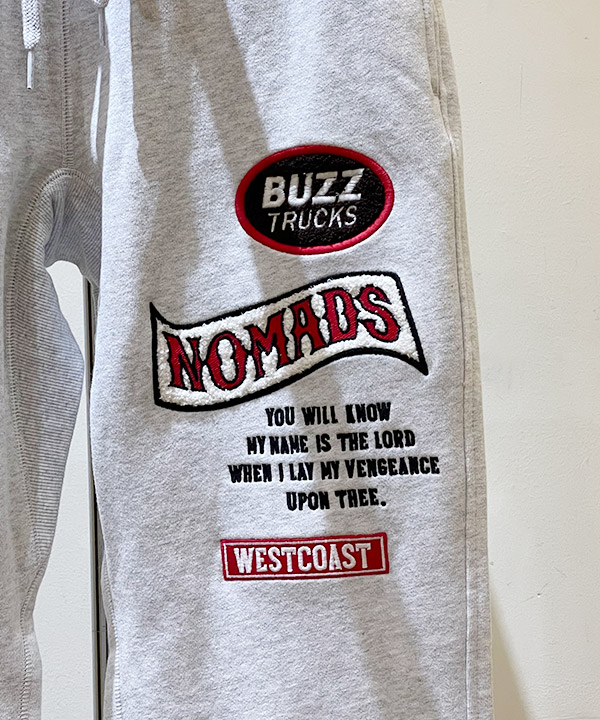 BUZZ
TRUCKS
NOMADS
YOU WILL KNOW
MY NAME IS THE LORD
WHEN I LAY MY VENGEANCE
UPON THEE.
WESTCOAST